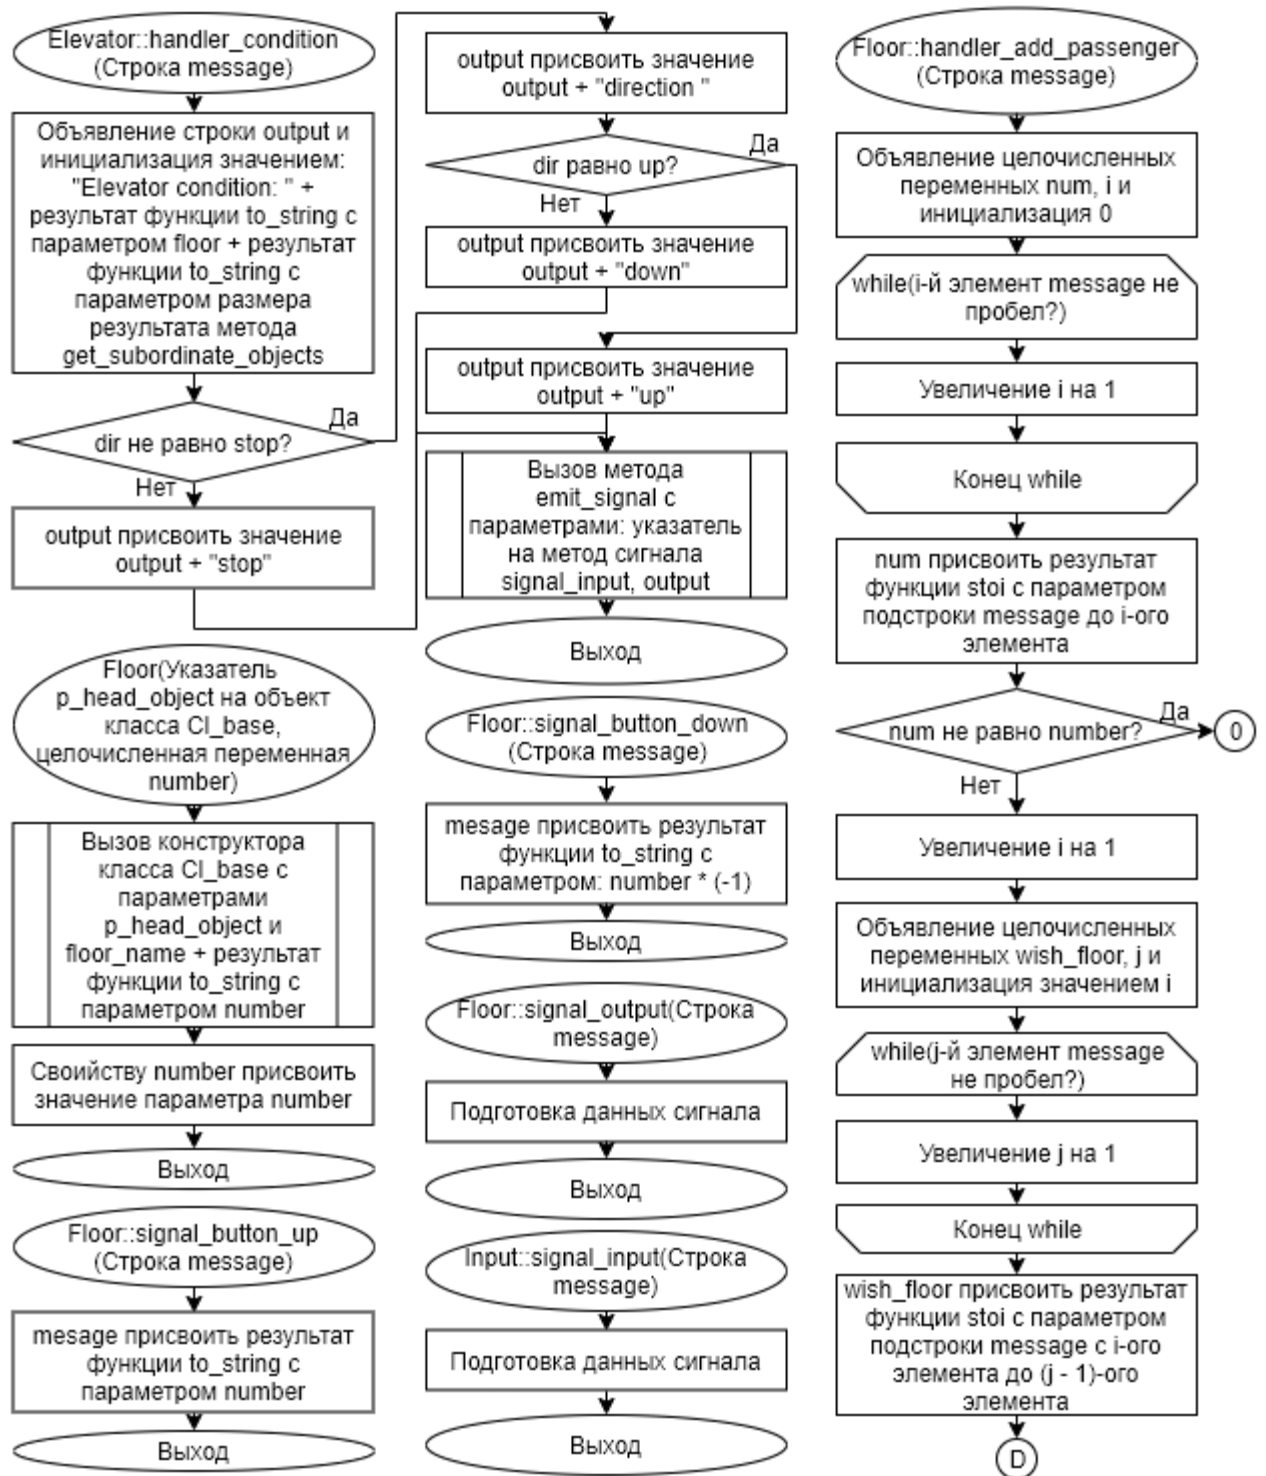 Elevator::handler_condition
(Строка message)
Объявление строки output и
инициализация значением:
"Elevator condition: " +
результат функции to_string с
параметром floor + результат
функции to_string с
параметром размера
результата метода
get_subordinate_objects
Да
dir не равно stop?
Нет
output присвоить значение
output + "stop"
Floor(Указатель
p_head_object на объект
класса Cl_base,
целочисленная переменная
number)
Вызов конструктора
класса Cl_base с
параметрами
p_head_object и
floor_name + результат
функции to_string с
параметром number
Своийству number присвоить
значение параметра number
Выход
Floor::signal_button_up
(Строка message)
mesage присвоить результат
функции to_string с
параметром number
Выход
output присвоить значение
output + "direction "
Да
dir равно up?
Нет
output присвоить значение
output + "down"
output присвоить значение
output + "up"
Вызов метода
emit_signal с
параметрами: указатель
на метод сигнала
signal_input, output
Выход
Floor::signal_button_down
(Строка message)
mesage присвоить результат
функции to_string с
параметром: number * (-1)
Выход
Floor::signal_output(Строка
message)
Подготовка данных сигнала
Выход
Input::signal_input(Строка
message)
Подготовка данных сигнала
Выход
Floor::handler_add_passenger
(Строка message)
Объявление целочисленных
переменных num, i и
инициализация 0
while(i-й элемент message не
пробел?)
Увеличение i на 1
Конец while
num присвоить результат
функции stoi с параметром
подстроки message до i-ого
элемента
Да
num не равно number?
0
Нет
Увеличение i на 1
Объявление целочисленных
переменных wish_floor, j и
инициализация значением i
while(j-й элемент message
не пробел?)
Увеличение j на 1
Конец while
wish_floor присвоить результат
функции stoi с параметром
подстроки message с i-ого
элемента до (j - 1)-ого
элемента
D